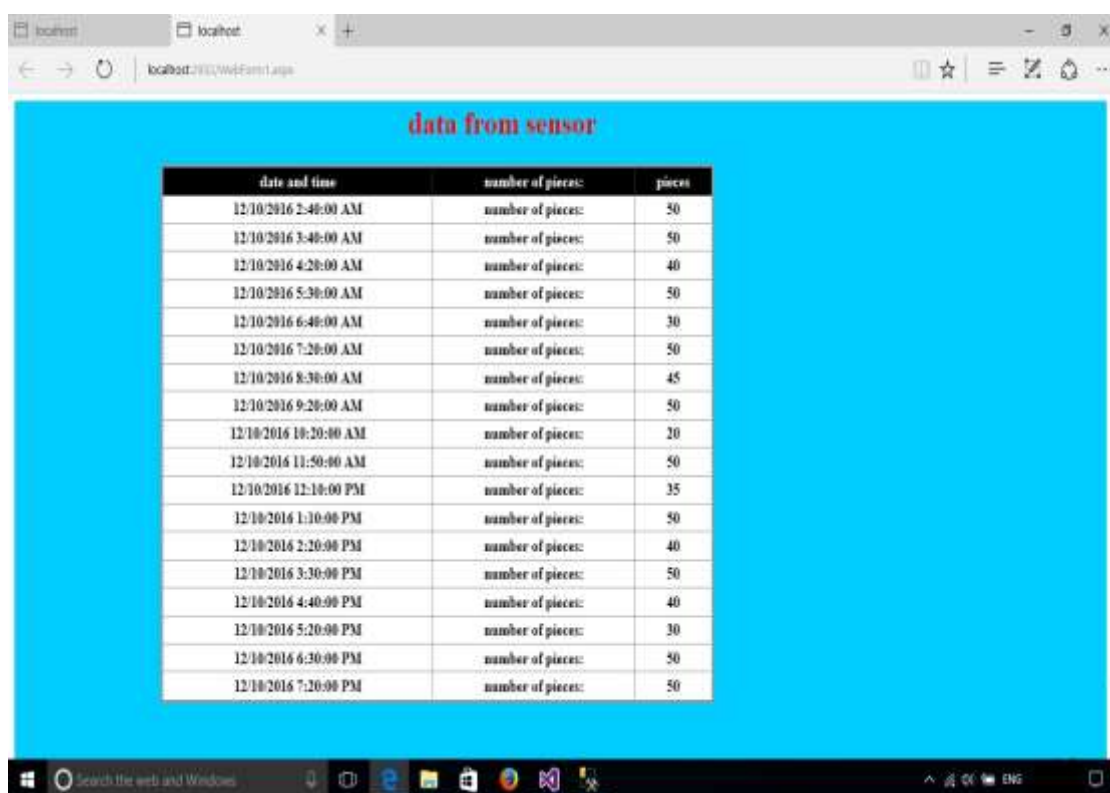 localhost
localhost
data from sensor
date and time number of pieces: pieces
12/10/2016 2:40:00 AM number of pieces: 50
12/10/2016 3:40:00 AM number of pieces: 50
12/10/2016 4:20:00 AM number of pieces: 40
12/10/2016 5:30:00 AM number of pieces: 50
12/10/2016 6:40:00 AM number of pieces: 30
12/10/2016 7:20:00 AM number of pieces: 50
12/10/2016 8:30:00 AM number of pieces: 45
12/10/2016 9:20:00 AM number of pieces: 50
12/10/2016 10:20:00 AM number of pieces: 20
12/10/2016 11:50:00 AM number of pieces: 50
12/10/2016 12:10:00 PM number of pieces: 35
12/10/2016 1:10:00 PM number of pieces: 50
12/10/2016 2:20:00 PM number of pieces: 40
12/10/2016 3:30:00 PM number of pieces: 50
12/10/2016 4:40:00 PM number of pieces: 40
12/10/2016 5:20:00 PM number of pieces: 30
12/10/2016 6:30:00 PM number of pieces: 50
12/10/2016 7:20:00 PM number of pieces: 50
Search the web and Windows ENG